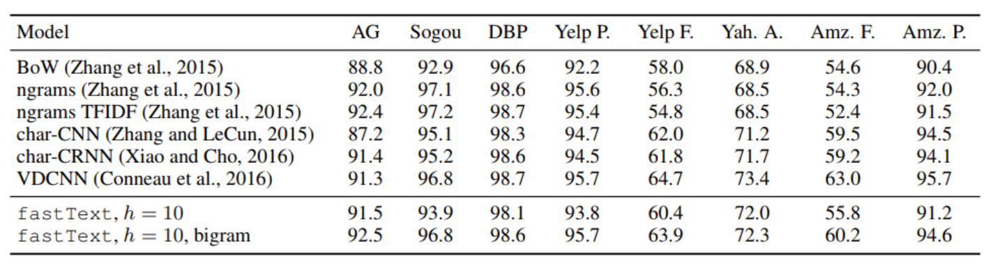 Model AG Sogou DBP Yelp P. Yelp F. Yah. A. Amz. F. Amz. P.
BoW (Zhang et al., 2015) 88.8 92.9 96.6 92.2 58.0 68.9 54.6 90.4
ngrams (Zhang et al., 2015) 92.0 97.1 98.6 95.6 56.3 68.5 54.3 92.0
ngrams TFIDF (Zhang et al., 2015) 92.4 97.2 98.7 95.4 54.8 68.5 52.4 91.5
char-CNN (Zhang and LeCun, 2015) 87.2 95.1 98.3 94.7 62.0 71.2 59.5 94.5
char-CRNN (Xiao and Cho, 2016) 91.4 95.2 98.6 94.5 61.8 71.7 59.2 94.1
VDCNN (Conneau et al., 2016) 91.3 96.8 98.7 95.7 64.7 73.4 63.0 95.7
fastText, h = 10 91.5 93.9 98.1 93.8 60.4 72.0 55.8 91.2
fastText, h = 10, bigram 92.5 96.8 98.6 95.7 63.9 72.3 60.2 94.6